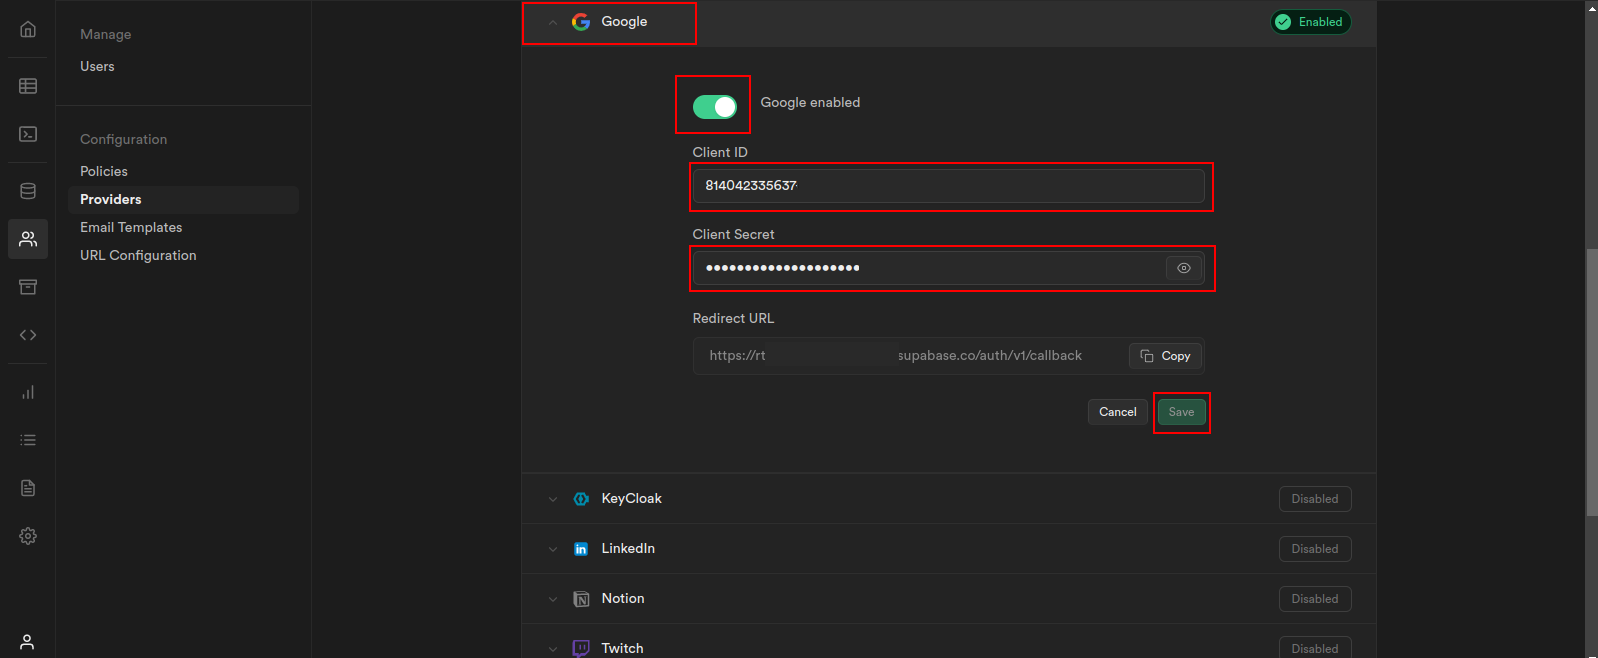 Manage
Users
Configuration
Policies
Providers
Email Templates
URL Configuration
Google
Enabled
Google enabled
Client ID
814042335637
Client Secret
••••••••••••••••••••
Redirect URL
https://rt supabase.co/auth/v1/callback
Copy
Cancel
Save
KeyCloak
Disabled
LinkedIn
Disabled
Notion
Disabled
Twitch
Disabled